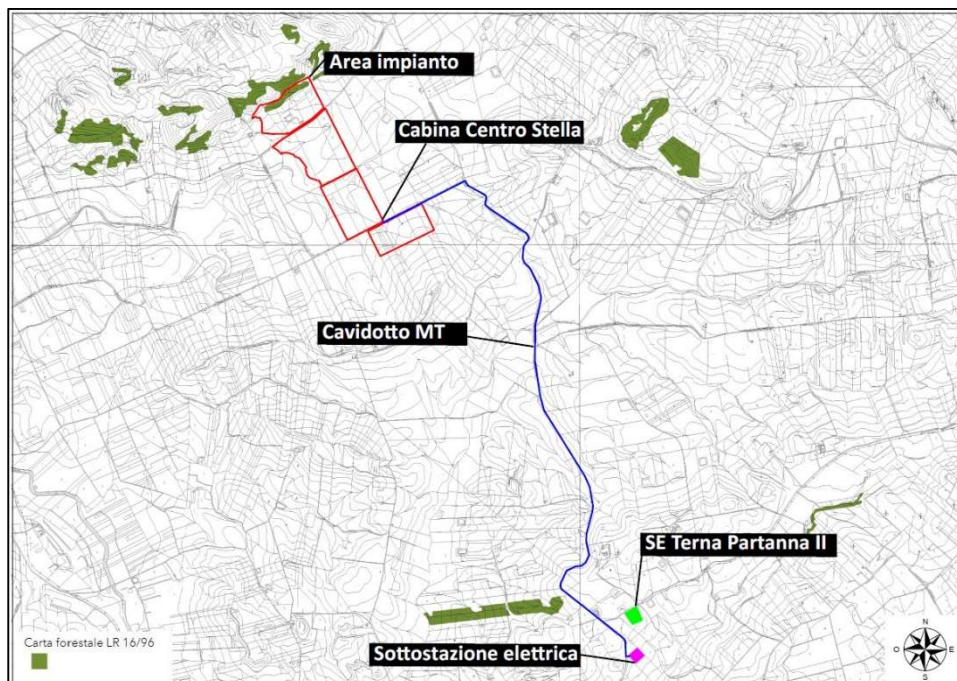 Area impianto
Cabina Centro Stella
Cavidotto MT
SE Terna Partanna II
Sottostazione elettrica
Carta forestale LR 16/96
N
O
E
S